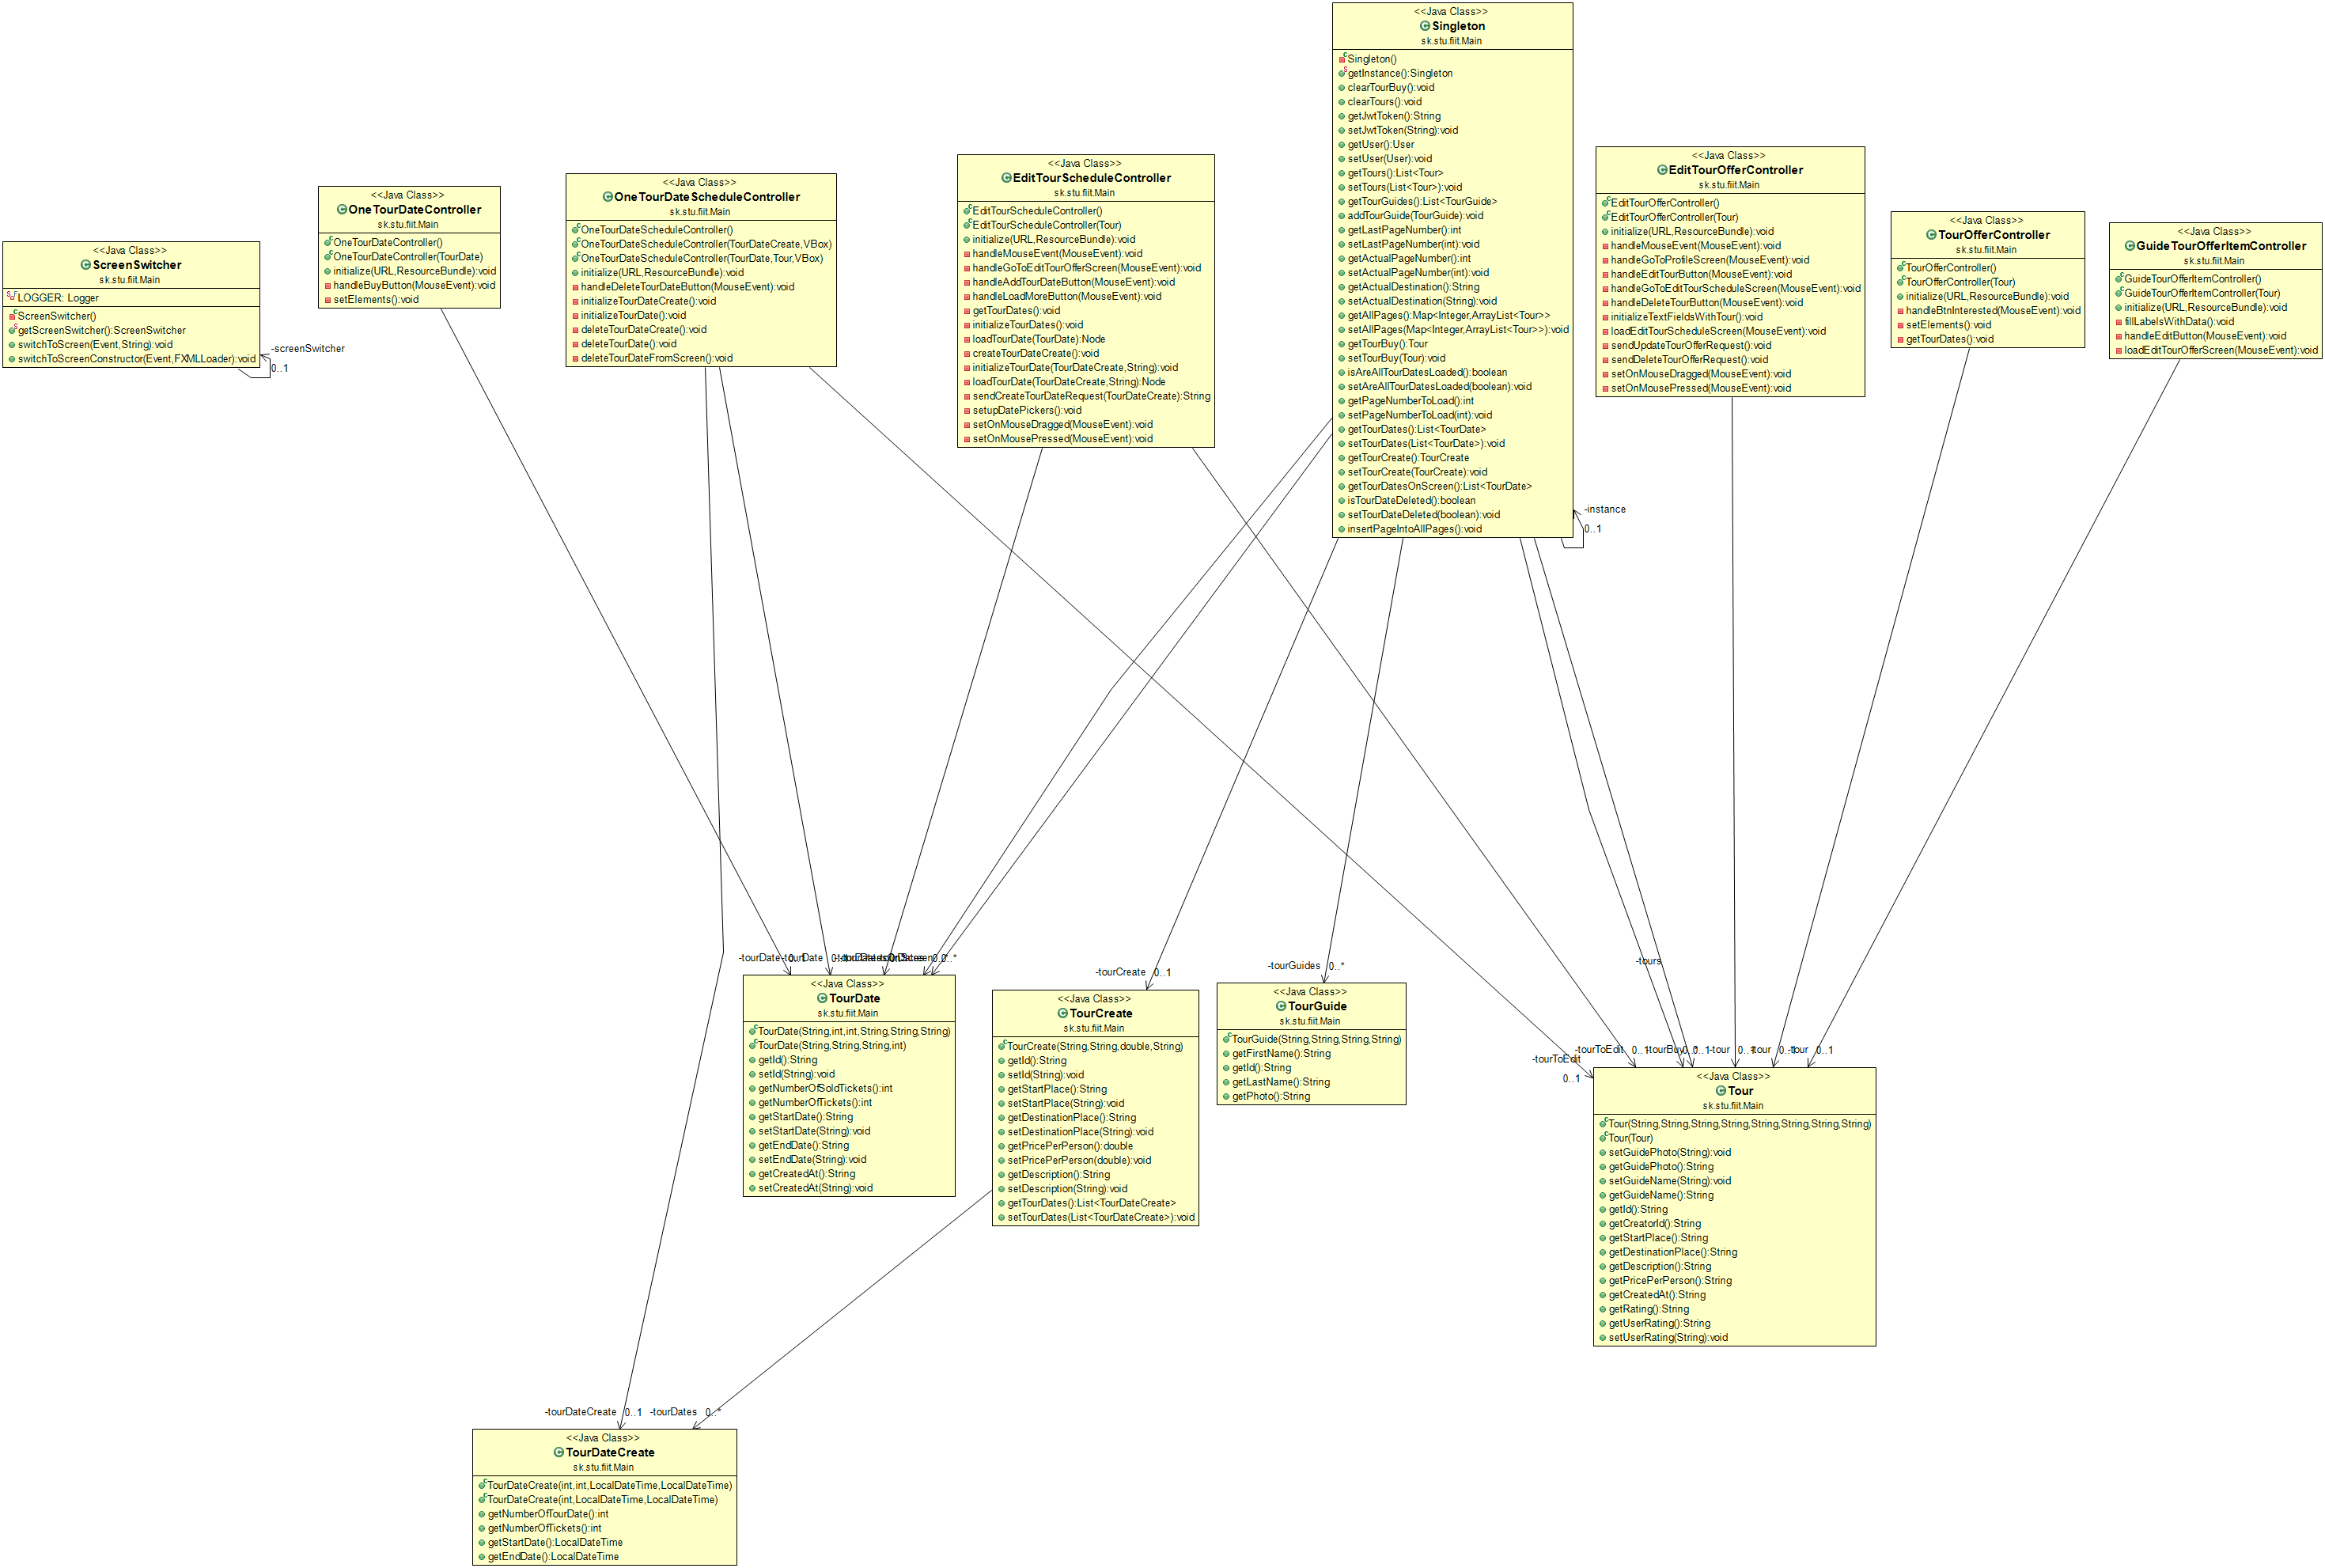 <<Java Class>>
Singleton
sk.stu.fiit.Main
Singleton()
getInstance():Singleton
clearTourBuy():void
clearTours():void
getJwtToken():String
setJwtToken(String):void
getUser():User
setUser(User):void
getTours():List<Tour>
setTours(List<Tour>):void
getTourGuides():List<TourGuide>
addTourGuide(TourGuide):void
getLastPageNumber():int
setLastPageNumber(int):void
getActualPageNumber():int
setActualPageNumber(int):void
getActualDestination():String
setActualDestination(String):void
getAllPages():Map<Integer,ArrayList<Tour>>
setAllPages(Map<Integer,ArrayList<Tour>>):void
getTourBuy():Tour
setTourBuy(Tour):void
isAreAllTourDatesLoaded():boolean
setAreAllTourDatesLoaded(boolean):void
getPageNumberToLoad():int
setPageNumberToLoad(int):void
getTourDates():List<TourDate>
setTourDates(List<TourDate>):void
getTourCreate():TourCreate
setTourCreate(TourCreate):void
getTourDatesOnScreen():List<TourDate>
isTourDateDeleted():boolean
setTourDateDeleted(boolean):void
insertPageIntoAllPages():void
-instance
0..1
<<Java Class>>
ScreenSwitcher
sk.stu.fiit.Main
LOGGER: Logger
ScreenSwitcher()
getScreenSwitcher():ScreenSwitcher
switchToScreen(Event,String):void
switchToScreenConstructor(Event,FXMLLoader):void
-screenSwitcher
0..1
<<Java Class>>
OneTourDateController
sk.stu.fiit.Main
OneTourDateController()
OneTourDateController(TourDate)
initialize(URL,ResourceBundle):void
handleBuyButton(MouseEvent):void
setElements():void
<<Java Class>>
OneTourDateScheduleController
sk.stu.fiit.Main
OneTourDateScheduleController()
OneTourDateScheduleController(TourDateCreate,VBox)
OneTourDateScheduleController(TourDate,Tour,VBox)
initialize(URL,ResourceBundle):void
handleDeleteTourDateButton(MouseEvent):void
initializeTourDateCreate():void
initializeTourDate():void
deleteTourDateCreate():void
deleteTourDate():void
deleteTourDateFromScreen():void
<<Java Class>>
EditTourScheduleController
sk.stu.fiit.Main
EditTourScheduleController()
EditTourScheduleController(Tour)
initialize(URL,ResourceBundle):void
handleMouseEvent(MouseEvent):void
handleGoToEditTourOfferScreen(MouseEvent):void
handleAddTourDateButton(MouseEvent):void
handleLoadMoreButton(MouseEvent):void
getTourDates():void
initializeTourDates():void
loadTourDate(TourDate):Node
createTourDateCreate():void
initializeTourDate(TourDateCreate,String):void
loadTourDate(TourDateCreate,String):Node
sendCreateTourDateRequest(TourDateCreate):String
setupDatePickers():void
setOnMouseDragged(MouseEvent):void
setOnMousePressed(MouseEvent):void
<<Java Class>>
EditTourOfferController
sk.stu.fiit.Main
EditTourOfferController()
EditTourOfferController(Tour)
initialize(URL,ResourceBundle):void
handleMouseEvent(MouseEvent):void
handleGoToProfileScreen(MouseEvent):void
handleEditTourButton(MouseEvent):void
handleGoToEditTourScheduleScreen(MouseEvent):void
handleDeleteTourButton(MouseEvent):void
initializeTextFieldsWithTour():void
loadEditTourScheduleScreen(MouseEvent):void
sendUpdateTourOfferRequest():void
sendDeleteTourOfferRequest():void
setOnMouseDragged(MouseEvent):void
setOnMousePressed(MouseEvent):void
<<Java Class>>
TourOfferController
sk.stu.fiit.Main
TourOfferController()
TourOfferController(Tour)
initialize(URL,ResourceBundle):void
handleBtnInterested(MouseEvent):void
setElements():void
getTourDates():void
<<Java Class>>
GuideTourOfferItemController
sk.stu.fiit.Main
GuideTourOfferItemController()
GuideTourOfferItemController(Tour)
initialize(URL,ResourceBundle):void
fillLabelsWithData():void
handleEditButton(MouseEvent):void
loadEditTourOfferScreen(MouseEvent):void
-tourDate
<<Java Class>>
TourDate
sk.stu.fiit.Main
TourDate(String,int,int,String,String,String)
TourDate(String,String,String,int)
getId():String
setId(String):void
getNumberOfSoldTickets():int
getNumberOfTickets():int
getStartDate():String
setStartDate(String):void
getEndDate():String
setEndDate(String):void
getCreatedAt():String
setCreatedAt(String):void
-tourCreate 0..1
<<Java Class>>
TourCreate
sk.stu.fiit.Main
TourCreate(String,String,double,String)
getId():String
setId(String):void
getStartPlace():String
setStartPlace(String):void
getDestinationPlace():String
setDestinationPlace(String):void
getPricePerPerson():double
setPricePerPerson(double):void
getDescription():String
setDescription(String):void
getTourDates():List<TourDateCreate>
setTourDates(List<TourDateCreate>):void
-tourGuides 0..*
<<Java Class>>
TourGuide
sk.stu.fiit.Main
TourGuide(String,String,String,String)
getFirstName():String
getId():String
getLastName():String
getPhoto():String
-tours
-tourToEdit 0..1
-tourBuy
-tour 0..1
-tour 0..1
-tour 0..1
-tourToEdit
0..1
<<Java Class>>
Tour
sk.stu.fiit.Main
Tour(String,String,String,String,String,String,String,String)
Tour(Tour)
setGuidePhoto(String):void
getGuidePhoto():String
setGuideName(String):void
getGuideName():String
getId():String
getCreatorId():String
getStartPlace():String
getDestinationPlace():String
getDescription():String
getPricePerPerson():String
getCreatedAt():String
getRating():String
getUserRating():String
setUserRating(String):void
-tourDateCreate 0..1
-tourDates 0..*
<<Java Class>>
TourDateCreate
sk.stu.fiit.Main
TourDateCreate(int,int,LocalDateTime,LocalDateTime)
TourDateCreate(int,LocalDateTime,LocalDateTime)
getNumberOfTourDate():int
getNumberOfTickets():int
getStartDate():LocalDateTime
getEndDate():LocalDateTime